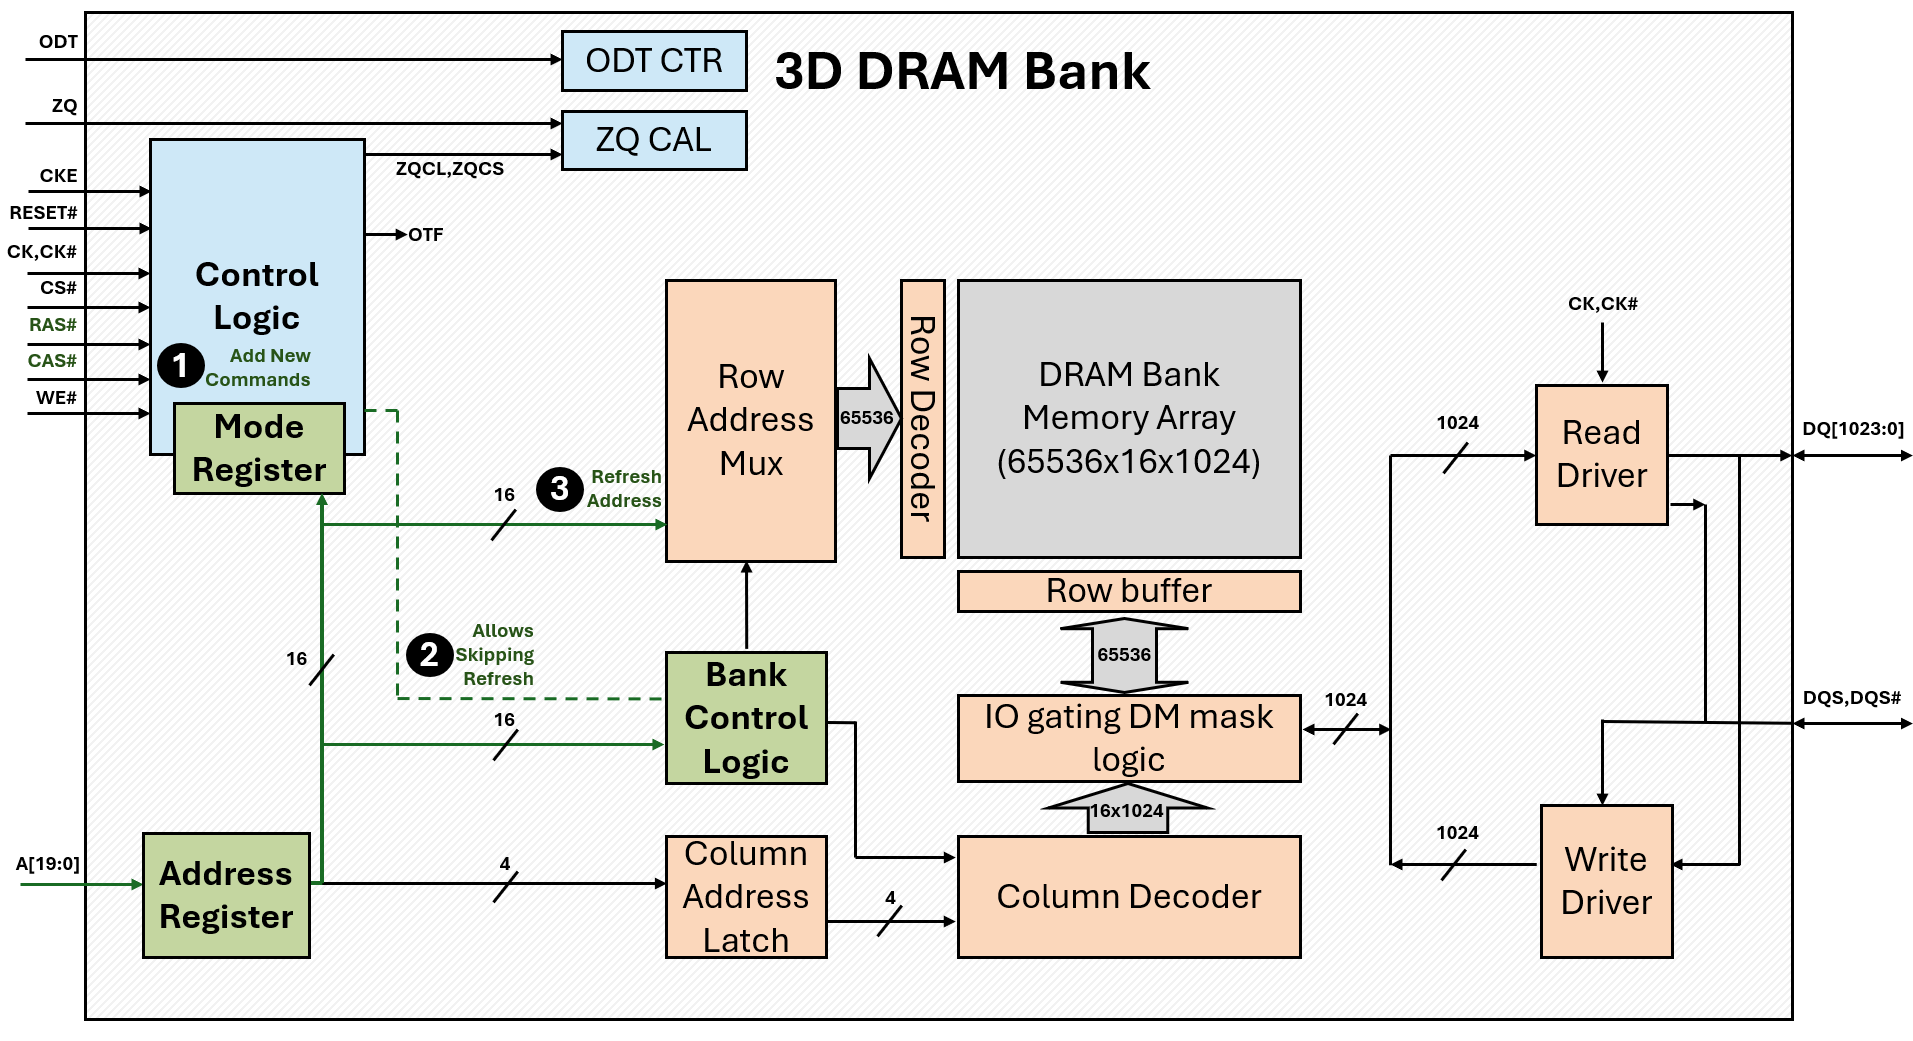 ODT
ODT CTR
3D DRAM Bank
ZQ
ZQ CAL
ZQCL,ZQCS
CKE
RESET#
OTF
CK,CK#
CS#
RAS#
CAS#
WE#
Control
Logic
1
Add New
Commands
Mode
Register
Row
Address
Mux
65536
Row Decoder
DRAM Bank
Memory Array
(65536x16x1024)
CK,CK#
1024
Read
Driver
DQ[1023:0]
16
3
Refresh
Address
Row buffer
65536
16
2
Allows
Skipping
Refresh
Bank
Control
Logic
16
IO gating DM mask
logic
1024
DQS,DQS#
16x1024
A[19:0]
Address
Register
4
Column
Address
Latch
4
Column Decoder
1024
Write
Driver